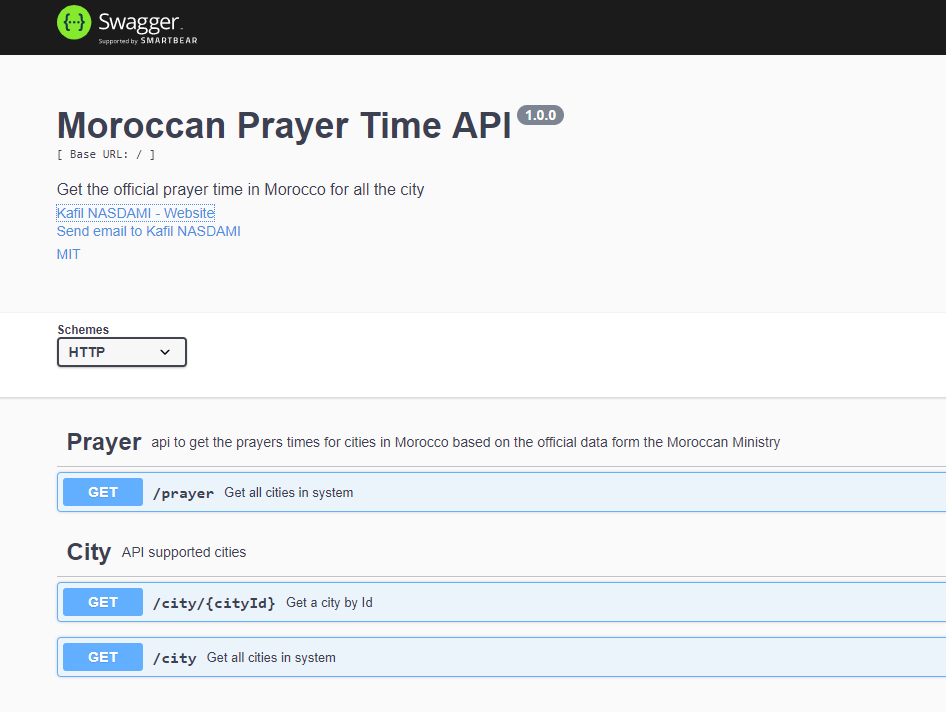 {···} Swagger.
Supported by SMARTBEAR
Moroccan Prayer Time API 1.0.0
[ Base URL: / ]
Get the official prayer time in Morocco for all the city
Kafil NASDAMI - Website
Send email to Kafil NASDAMI
MIT
Schemes
HTTP
Prayer api to get the prayers times for cities in Morocco based on the official data form the Moroccan Ministry
GET /prayer Get all cities in system
City API supported cities
GET /city/{cityId} Get a city by Id
GET /city Get all cities in system